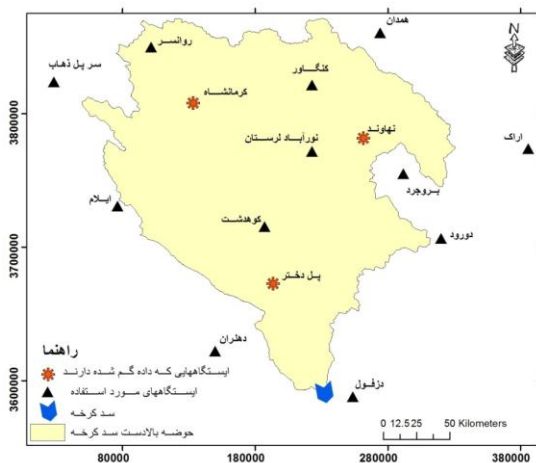 همدان
N
روانسر
سر پل ذهاب
کنگاور
کرمانشاه
3800000
نهاوند
اراک
نورآباد لرستان
بروجرد
ایلام
کوهدشت
دورود
3700000
پل دختر
دهلران
راهنما
ایستگاههایی که داده گم شده دارند
ایستگاههای مورد استفاده
3600000
دزفول
سد کرخه
حوضه بالادست سد کرخه
0 12.525 50 Kilometers
80000 180000 280000 380000